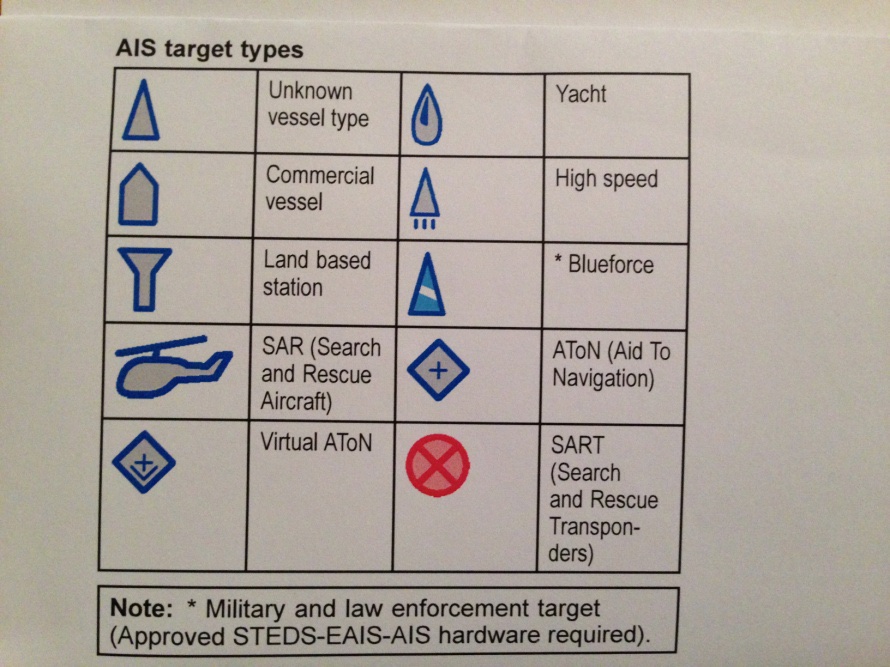 AIS target types
Unknown
vessel type
Yacht
Commercial
vessel
High speed
Land based
station
* Blueforce
SAR (Search
and Rescue
Aircraft)
AToN (Aid To
Navigation)
Virtual AToN
SART
(Search
and Rescue
Transpon-
ders)
Note: * Military and law enforcement target
(Approved STEDS-EAIS-AIS hardware required).